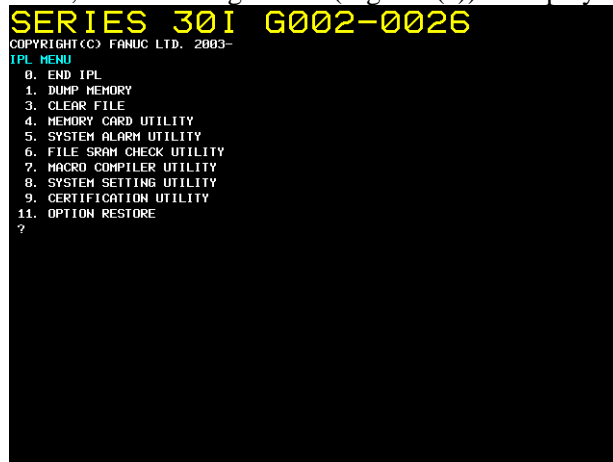 SERIES 30I G002-0026
COPYRIGHT(C) FANUC LTD. 2003-
IPL MENU
0. END IPL
1. DUMP MEMORY
3. CLEAR FILE
4. MEMORY CARD UTILITY
5. SYSTEM ALARM UTILITY
6. FILE SRAM CHECK UTILITY
7. MACRO COMPILER UTILITY
8. SYSTEM SETTING UTILITY
9. CERTIFICATION UTILITY
11. OPTION RESTORE
?